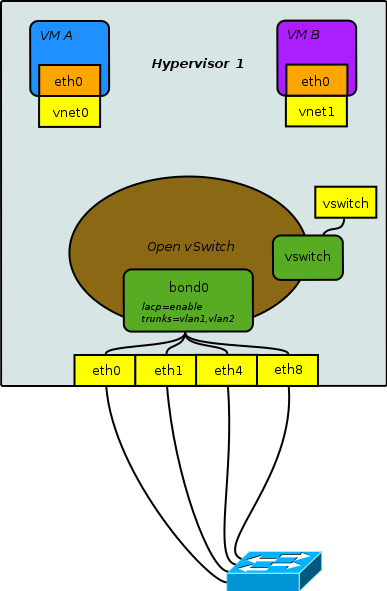 VM A
VM B
Hypervisor 1
eth0
eth0
vnet0
vnet1
vswitch
Open vSwitch
vswitch
bond0
lacp=enable
trunks=vlan1,vlan2
eth0
eth1
eth4
eth8